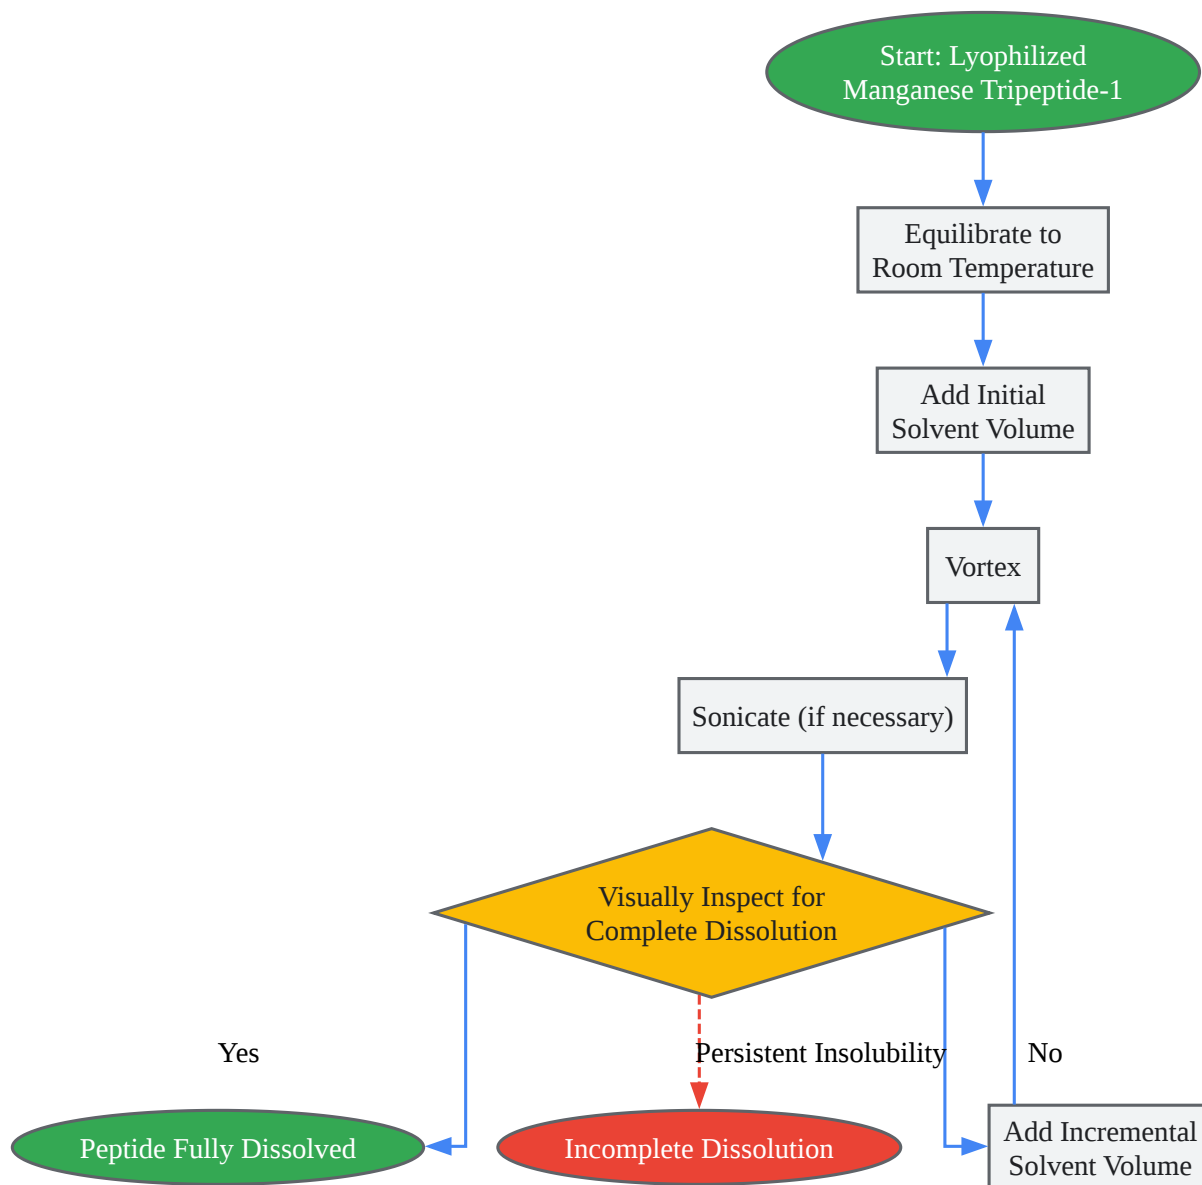 Start: Lyophilized
Manganese Tripeptide-1
Equilibrate to
Room Temperature
Add Initial
Solvent Volume
Vortex
Sonicate (if necessary)
Visually Inspect for
Complete Dissolution
Yes
Persistent Insolubility
No
Peptide Fully Dissolved
Incomplete Dissolution
Add Incremental
Solvent Volume